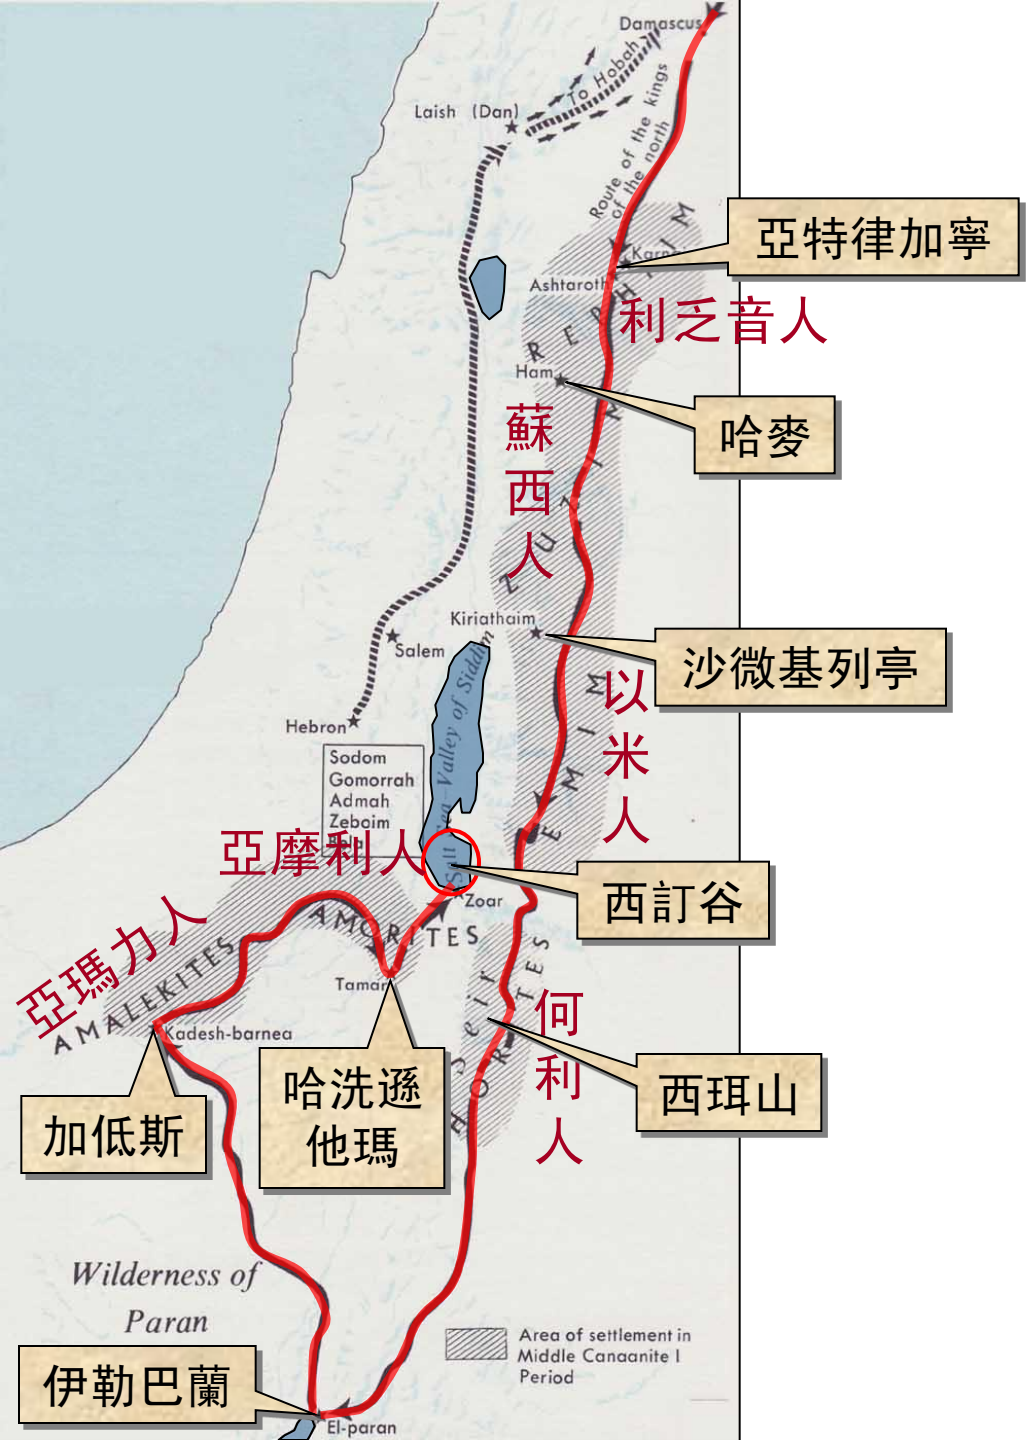 Damascus
To Hobah
Laish (Dan)
Route of the kings
of the north
亞特律加寧
Ashtaroth
利乏音人
REPHAIM
Ham
哈麥
蘇西人
ZUZIM
Kiriathaim
沙微基列亭
Salem
Salt Sea-Valley of Siddim
以米人
EMIM
Hebron
Sodom
Gomorrah
Admah
Zeboim
亞摩利人
西訂谷
Zoar
AMORITES
亞瑪力人
AMALEKITES
Tamar
Seir
何利人
Kadesh-barnea
哈洗遜
他瑪
西珥山
加低斯
Wilderness of
Paran
Area of settlement in
Middle Canaanite I
Period
伊勒巴蘭
El-paran